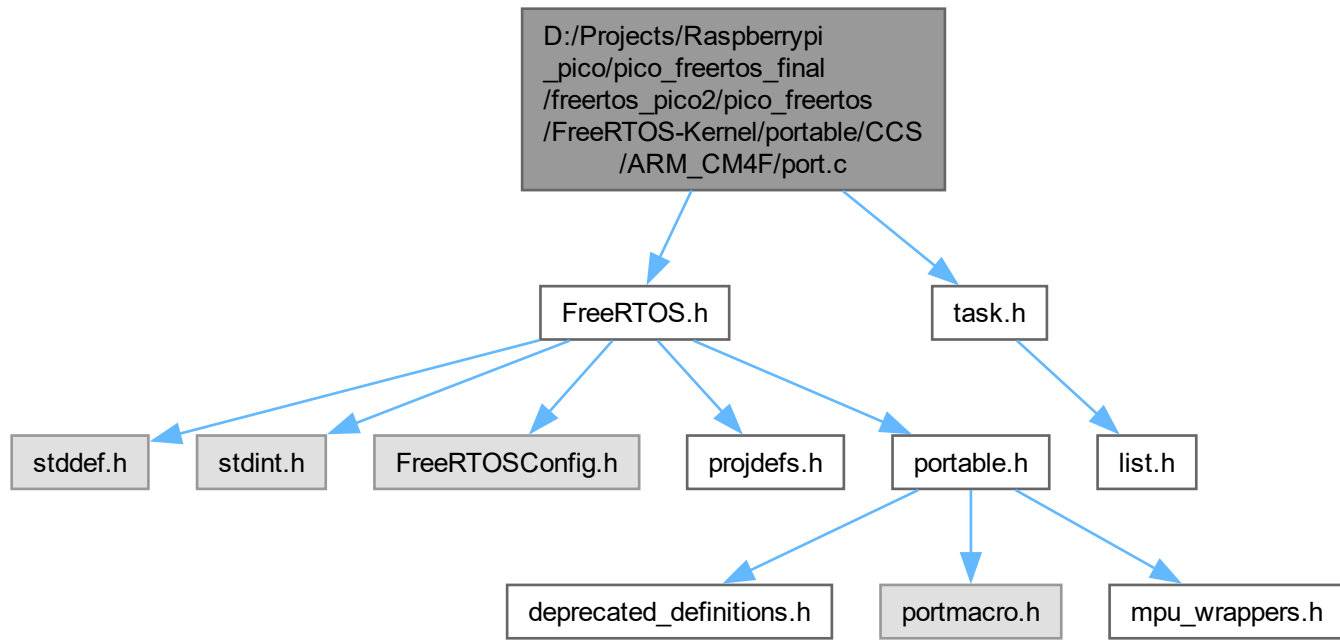 D:/Projects/Raspberrypi
_pico/pico_freertos_final
/freertos_pico2/pico_freertos
/FreeRTOS-Kernel/portable/CCS
/ARM_CM4F/port.c
FreeRTOS.h
task.h
stddef.h
stdint.h
FreeRTOSConfig.h
projdefs.h
portable.h
list.h
deprecated_definitions.h
portmacro.h
mpu_wrappers.h